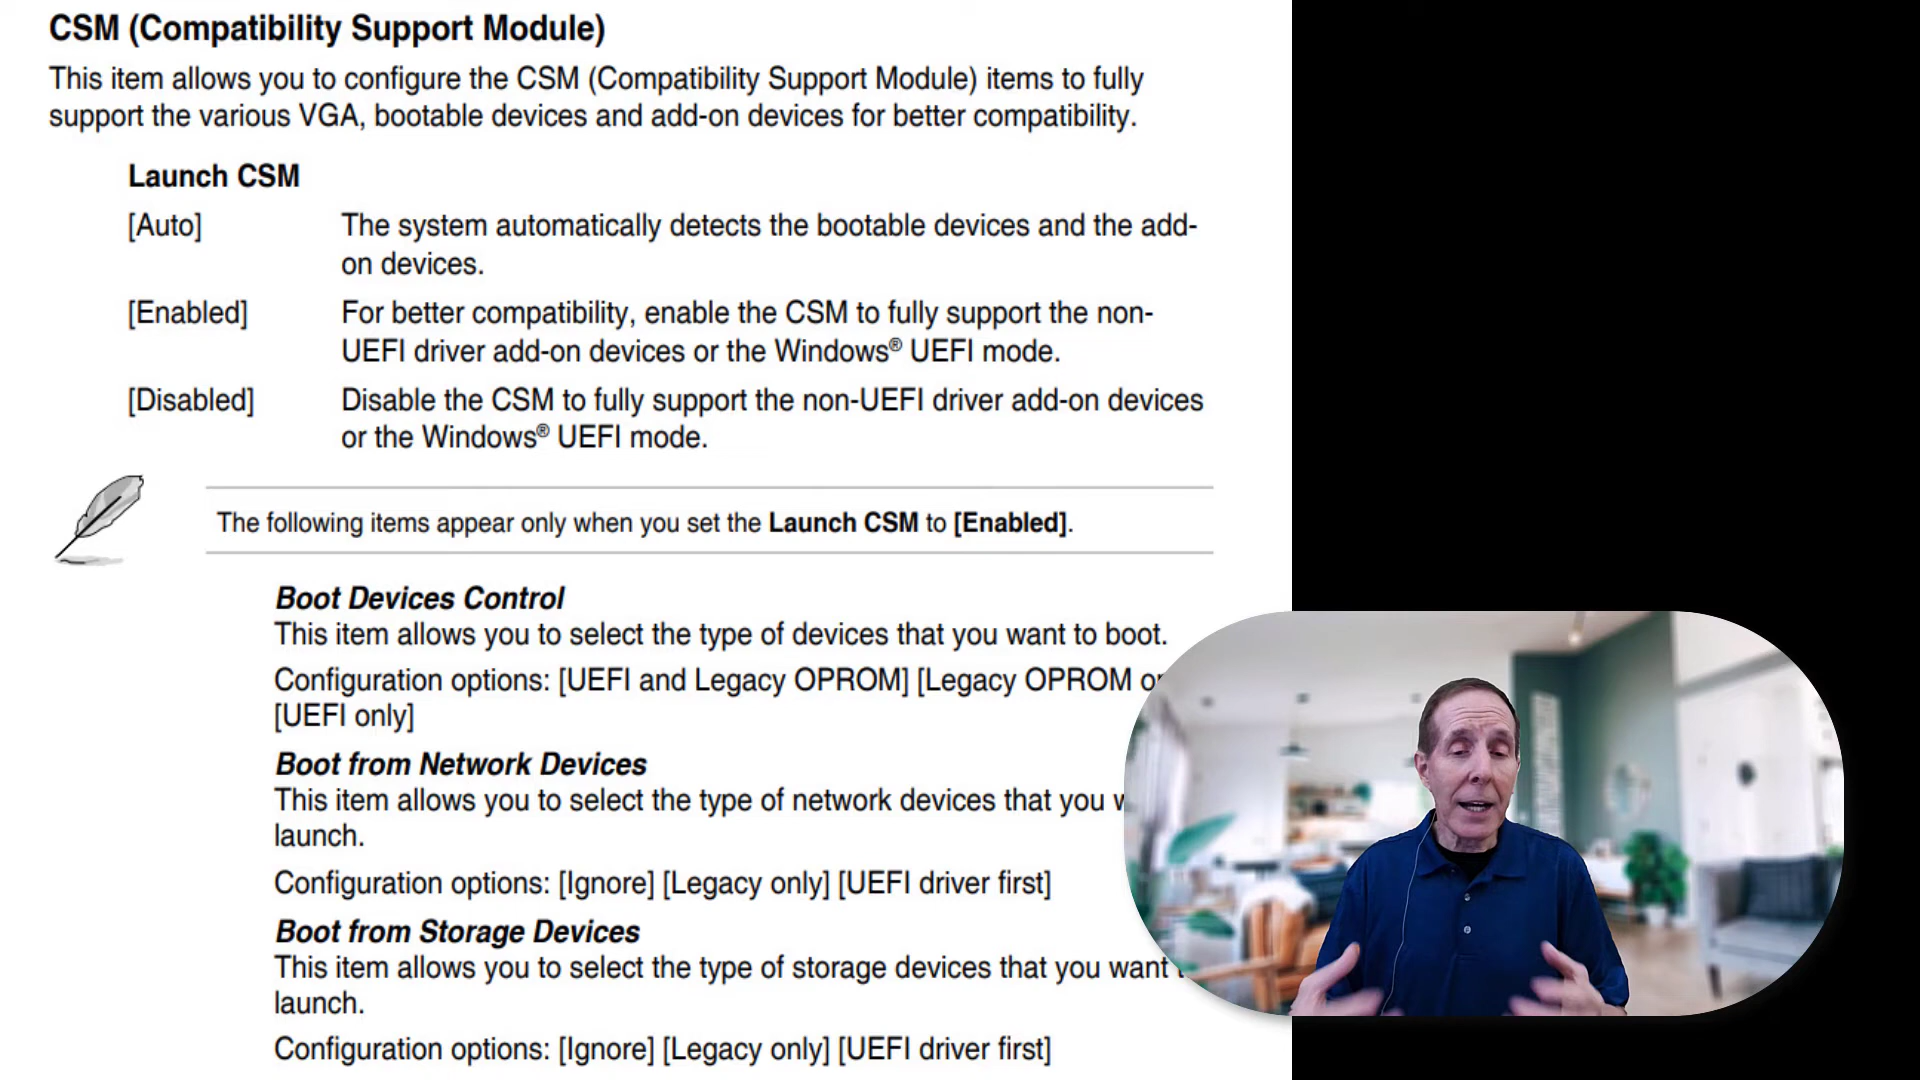 CSM (Compatibility Support Module)
This item allows you to configure the CSM (Compatibility Support Module) items to fully
support the various VGA, bootable devices and add-on devices for better compatibility.
Launch CSM
[Auto] The system automatically detects the bootable devices and the add-
on devices.
[Enabled] For better compatibility, enable the CSM to fully support the non-
UEFI driver add-on devices or the Windows® UEFI mode.
[Disabled] Disable the CSM to fully support the non-UEFI driver add-on devices
or the Windows® UEFI mode.
The following items appear only when you set the Launch CSM to [Enabled].
Boot Devices Control
This item allows you to select the type of devices that you want to boot.
Configuration options: [UEFI and Legacy OPROM] [Legacy OPROM
[UEFI only]
Boot from Network Devices
This item allows you to select the type of network devices that you
launch.
Configuration options: [Ignore] [Legacy only] [UEFI driver first]
Boot from Storage Devices
This item allows you to select the type of storage devices that you want
launch.
Configuration options: [Ignore] [Legacy only] [UEFI driver first]